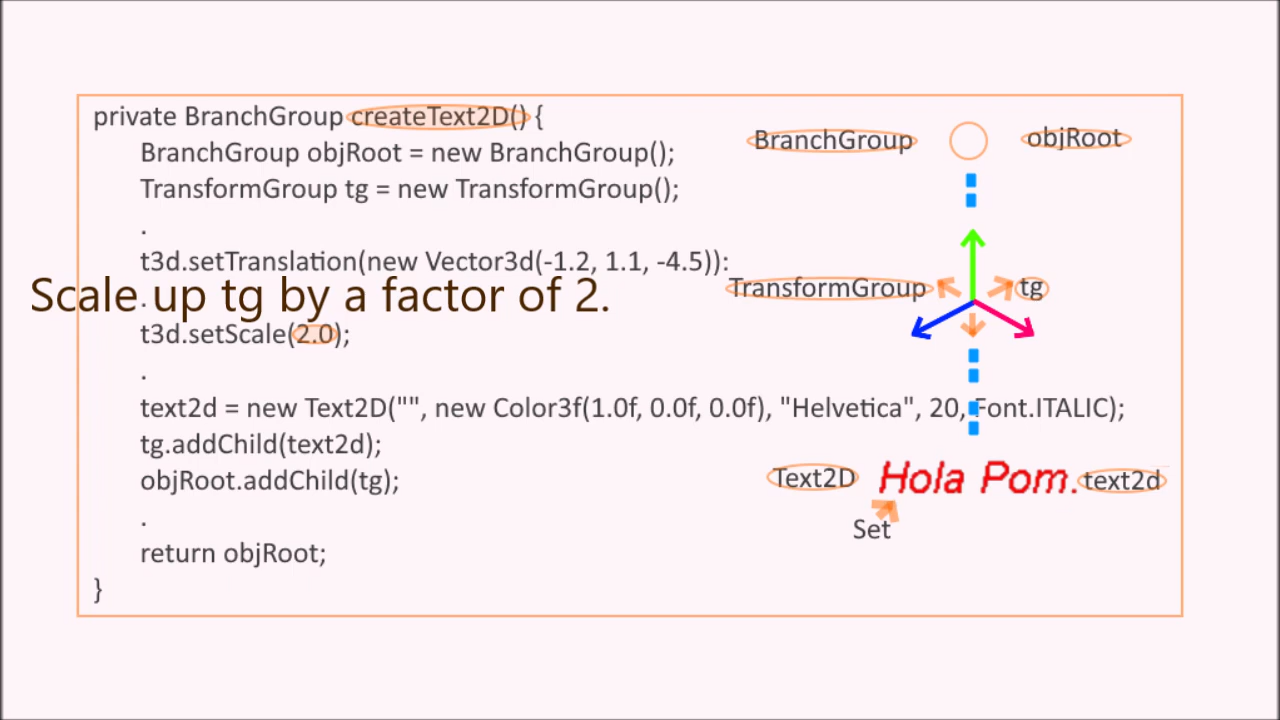 private BranchGroup createText2D() {
BranchGroup objRoot = new BranchGroup();
TransformGroup tg = new TransformGroup();
.
t3d.setTranslation(new Vector3d(-1.2, 1.1, -4.5)):
.
Scale up tg by a factor of 2.
t3d.setScale(2.0);
.
text2d = new Text2D("", new Color3f(1.0f, 0.0f, 0.0f), "Helvetica", 20, Font.ITALIC);
tg.addChild(text2d);
objRoot.addChild(tg);
.
return objRoot;
}
BranchGroup objRoot
TransformGroup tg
Text2D Hola Pom. text2d
Set